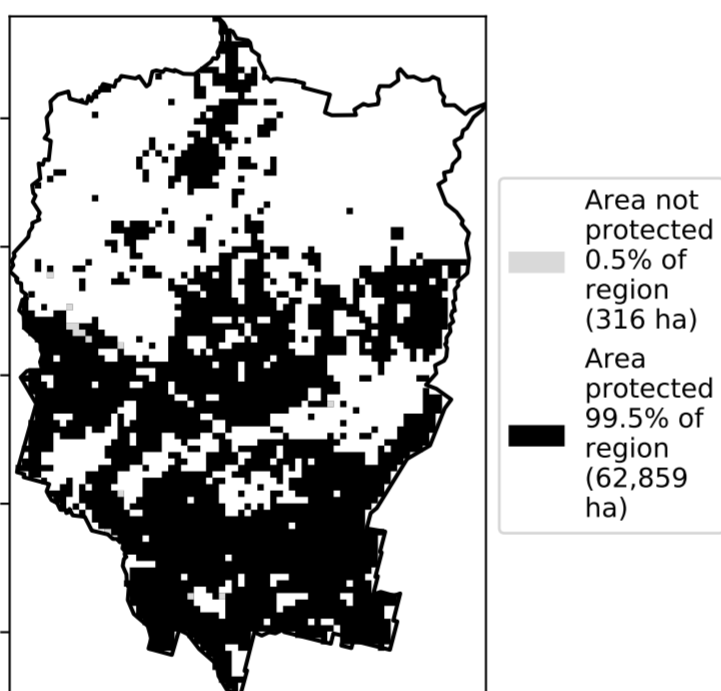 Area not
protected
0.5% of
region
(316 ha)
Area
protected
99.5% of
region
(62,859
ha)